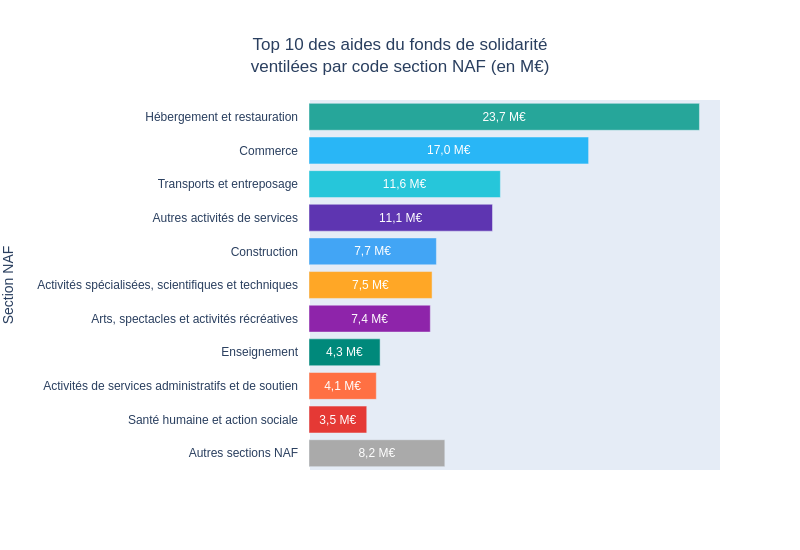 Top 10 des aides du fonds de solidarité
ventilées par code section NAF (en M€)
Section NAF
Hébergement et restauration 23,7 M€
Commerce 17,0 M€
Transports et entreposage 11,6 M€
Autres activités de services 11,1 M€
Construction 7,7 M€
Activités spécialisées, scientifiques et techniques 7,5 M€
Arts, spectacles et activités récréatives 7,4 M€
Enseignement 4,3 M€
Activités de services administratifs et de soutien 4,1 M€
Santé humaine et action sociale 3,5 M€
Autres sections NAF 8,2 M€